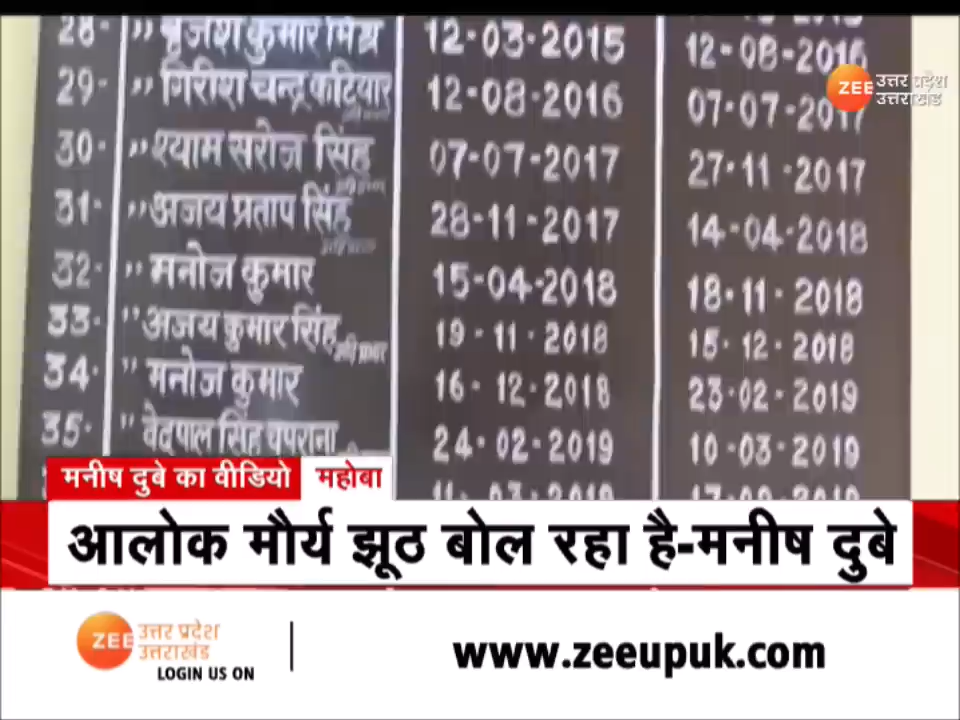 28- " बृजेश कुमार मिश्र 12-03-2015 12-08-2016
29- " गिरीश चन्द्र कटियार 12-08-2016 07-07-2017
30- " श्याम सरोज सिंह 07-07-2017 27-11-2017
31- " अजय प्रताप सिंह 28-11-2017 14-04-2018
32- " मनोज कुमार 15-04-2018 18-11-2018
33- " अजय कुमार सिंह 19-11-2018 15-12-2018
34- " मनोज कुमार 16-12-2018 23-02-2019
35- " वेदपाल सिंह चपराना 24-02-2019 10-03-2019
ZEE उत्तर प्रदेश
उत्तराखंड
मनीष दुबे का वीडियो महोबा
आलोक मौर्य झूठ बोल रहा है-मनीष दुबे
ZEE उत्तर प्रदेश
उत्तराखंड
LOGIN US ON
www.zeeupuk.com